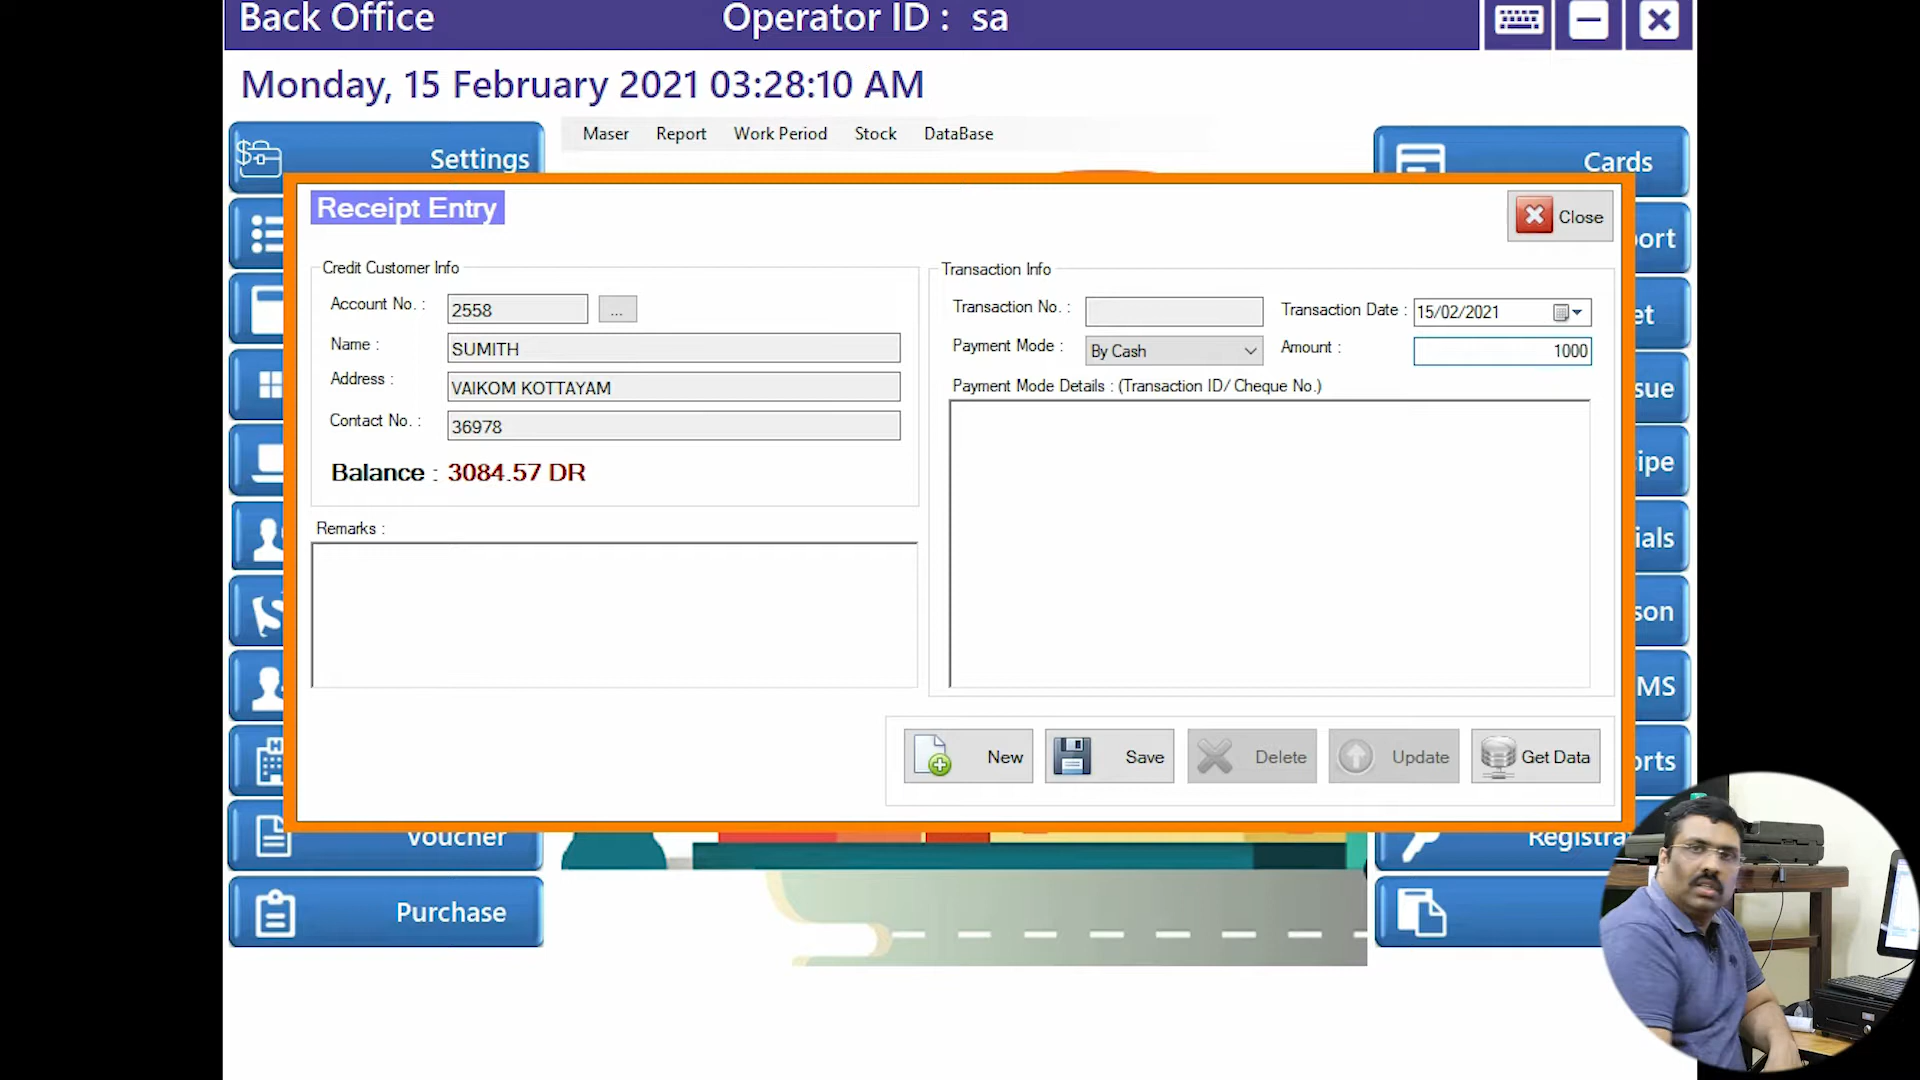 Back Office
Operator ID : sa
Monday, 15 February 2021 03:28:10 AM
Maser Report Work Period Stock DataBase
Settings
Cards
Receipt Entry
Close
ort
Credit Customer Info
Account No. : 2558 ...
Name : SUMITH
Address : VAIKOM KOTTAYAM
Contact No. : 36978
Balance : 3084.57 DR
Remarks :
Transaction Info
Transaction No. :
Transaction Date : 15/02/2021
Payment Mode : By Cash
Amount : 1000
Payment Mode Details : (Transaction ID/ Cheque No.)
et
sue
ipe
ials
son
MS
orts
New
Save
Delete
Update
Get Data
Voucher
Registra
Purchase